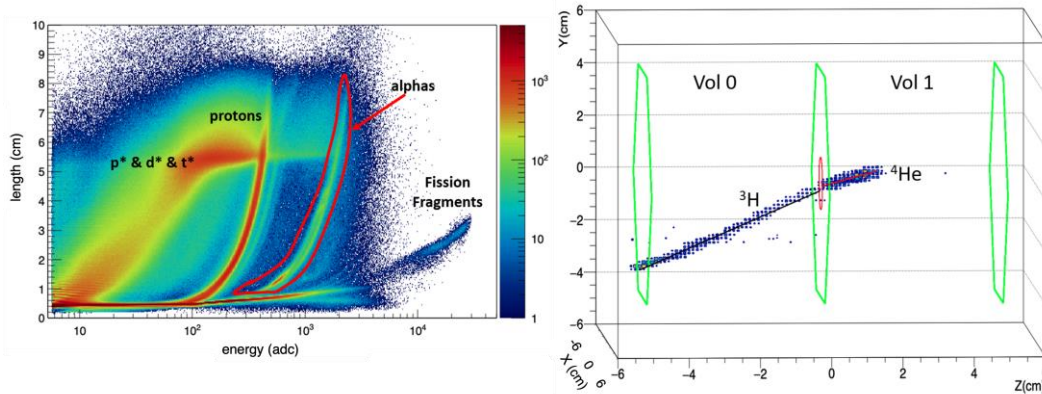 10
9
8
7
6
5
4
3
2
1
0
length (cm)
10
10²
10³
10⁴
energy (adc)
p* & d* & t*
protons
alphas
Fission
Fragments
10³
10²
10
1
Y(cm)
6
4
2
0
−2
−4
−6
Vol 0
Vol 1
³H
⁴He
-6
0
6
X (cm)
−6
−4
−2
0
2
4
Z(cm)